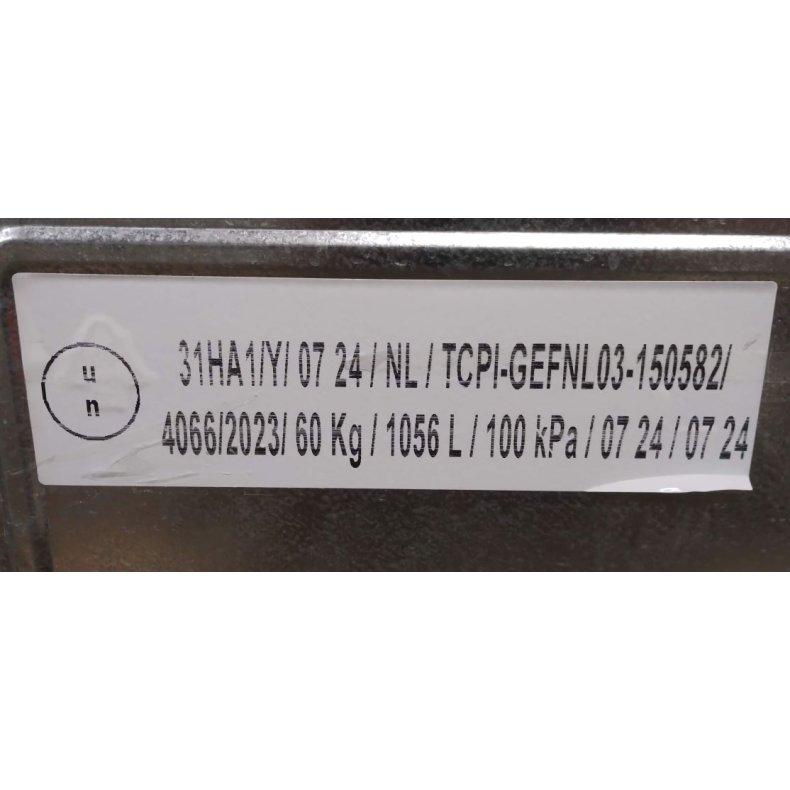 u
n
31HA1/Y/ 07 24 / NL / TCPI-GEFNL03-150582/
4066/2023/ 60 Kg / 1056 L / 100 kPa / 07 24 / 07 24